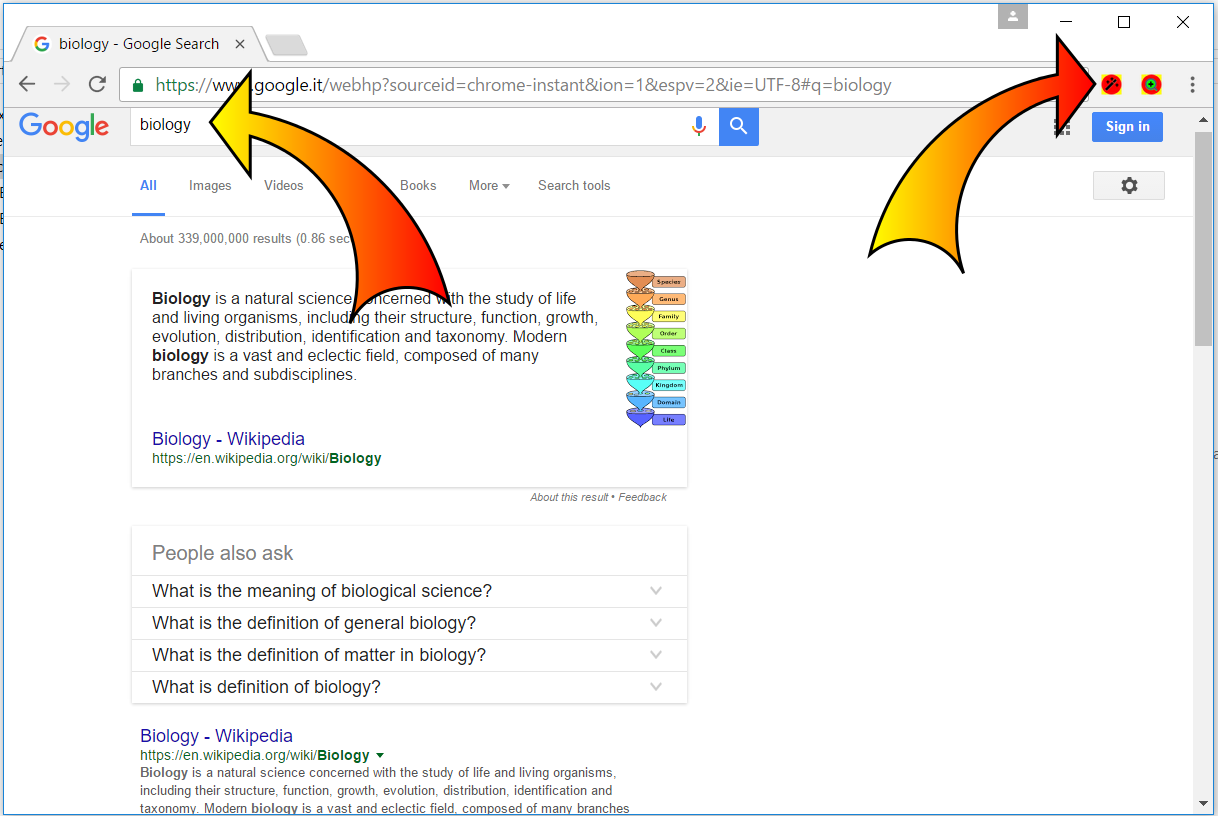 biology - Google Search
https://www.google.it/webhp?sourceid=chrome-instant&ion=1&espv=2&ie=UTF-8#q=biology
Google
biology
Sign in
All Images Videos Books More Search tools
About 339,000,000 results (0.86 sec
Biology is a natural science concerned with the study of life
and living organisms, including their structure, function, growth,
evolution, distribution, identification and taxonomy. Modern
biology is a vast and eclectic field, composed of many
branches and subdisciplines.
Species
Genus
Family
Order
Class
Phylum
Kingdom
Domain
Life
Biology - Wikipedia
https://en.wikipedia.org/wiki/Biology
About this result • Feedback
People also ask
What is the meaning of biological science?
What is the definition of general biology?
What is the definition of matter in biology?
What is definition of biology?
Biology - Wikipedia
https://en.wikipedia.org/wiki/Biology
Biology is a natural science concerned with the study of life and living organisms,
including their structure, function, growth, evolution, distribution, identification and
taxonomy. Modern biology is a vast and eclectic field, composed of many branches